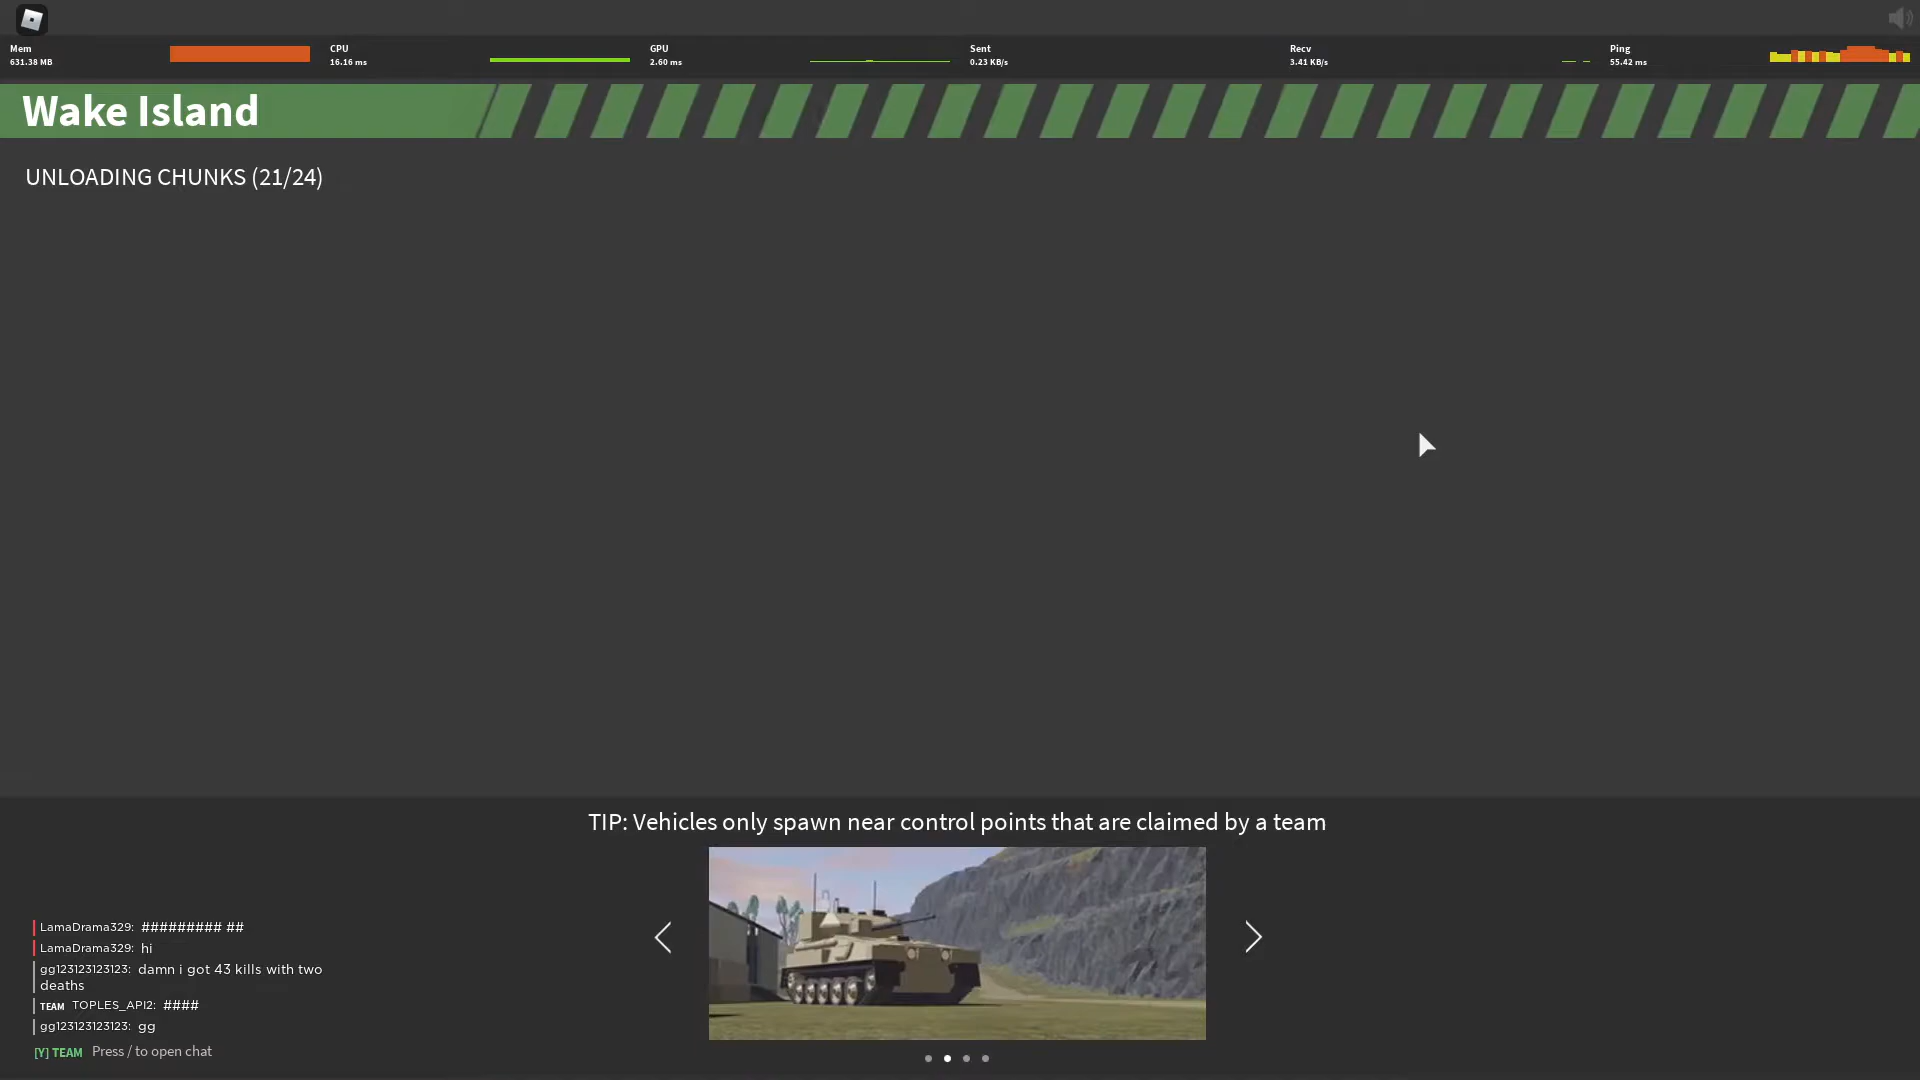 Mem
631.38 MB
CPU
16.16 ms
GPU
2.60 ms
Sent
0.23 KB/s
Recv
3.41 KB/s
Ping
55.42 ms
Wake Island
UNLOADING CHUNKS (21/24)
TIP: Vehicles only spawn near control points that are claimed by a team
LamaDrama329: ######### ##
LamaDrama329: hi
gg123123123123: damn i got 43 kills with two
deaths
TEAM TOPLES_API2: ####
gg123123123123: gg
[Y] TEAM Press / to open chat